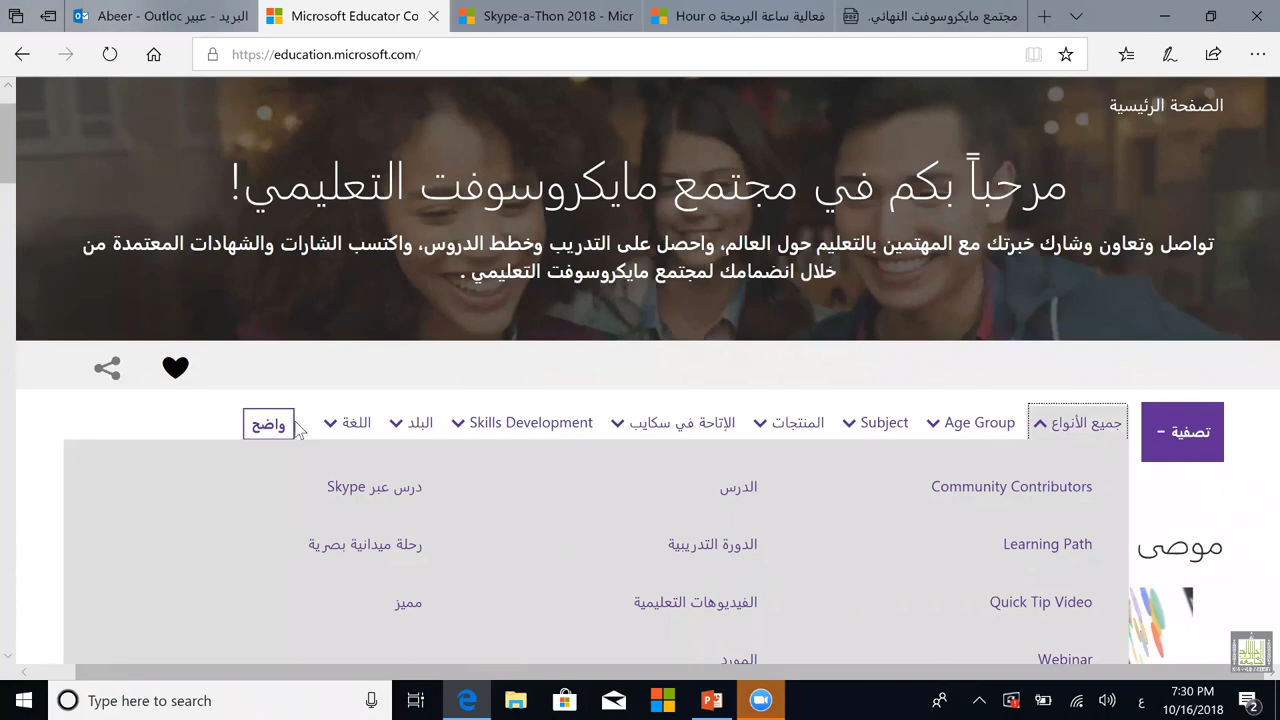 البريد - عبير - Abeer - Outloc
Microsoft Educator Co
Skype-a-Thon 2018 - Micr
فعالية ساعة البرمجة Hour o
مجتمع مايكروسوفت النهائي.
https://education.microsoft.com/
الصفحة الرئيسية
مرحباً بكم في مجتمع مايكروسوفت التعليمي!
تواصل وتعاون وشارك خبرتك مع المهتمين بالتعليم حول العالم، واحصل على التدريب وخطط الدروس، واكتسب الشارات والشهادات المعتمدة من
خلال انضمامك لمجتمع مايكروسوفت التعليمي .
تصفية -
جميع الأنواع
Age Group
Subject
المنتجات
الإتاحة في سكايب
Skills Development
البلد
اللغة
واضح
Community Contributors
الدرس
درس عبر Skype
Learning Path
الدورة التدريبية
رحلة ميدانية بصرية
Quick Tip Video
الفيديوهات التعليمية
مميز
Webinar
المورد
موصى
Type here to search
ع
7:30 PM
10/16/2018
2